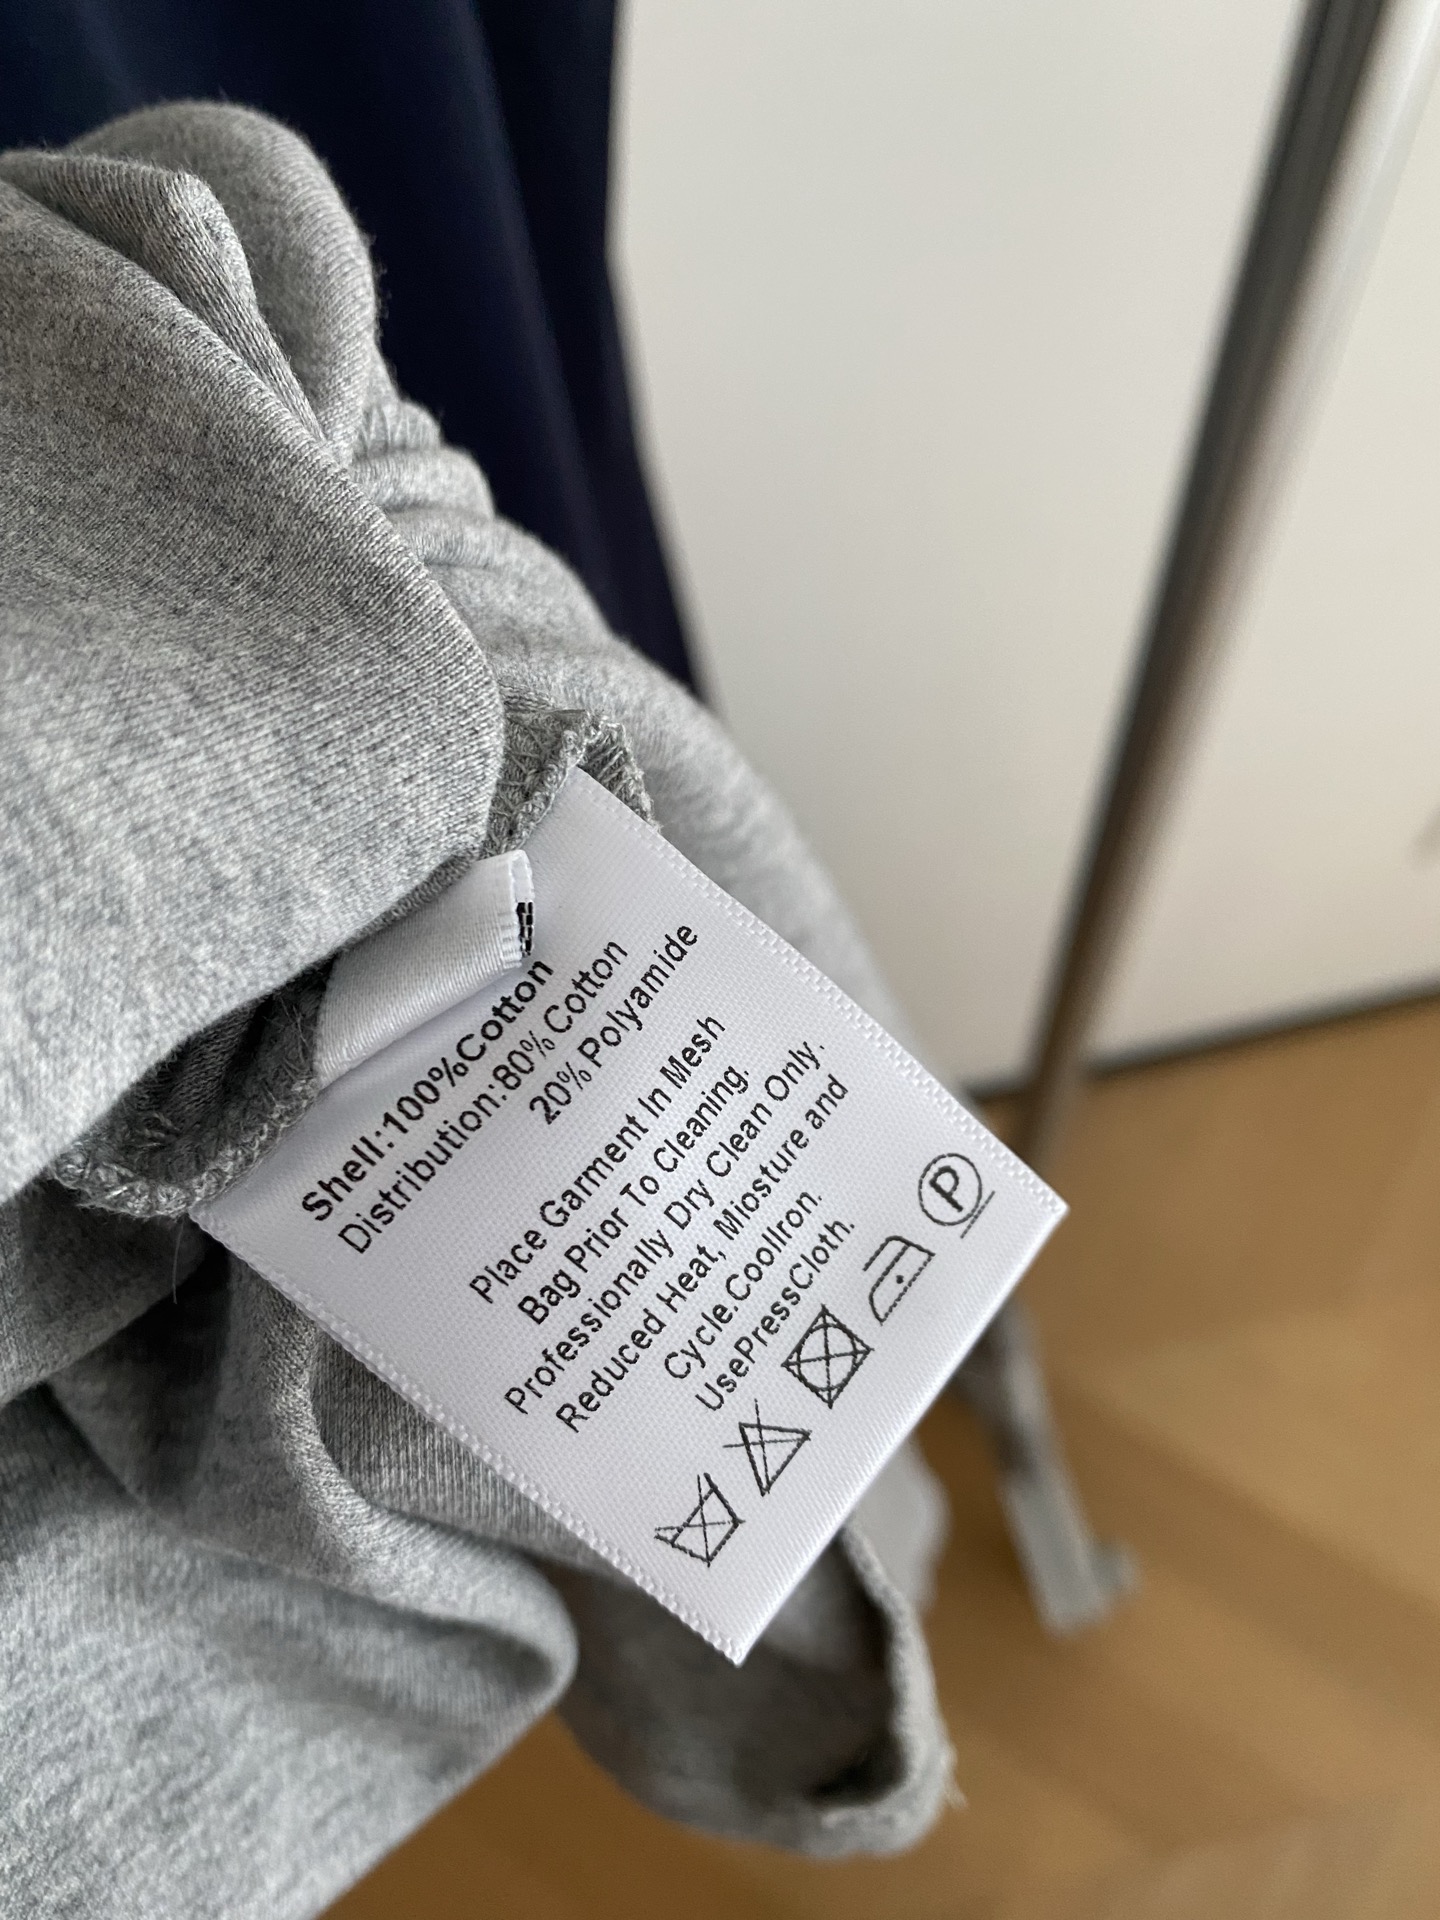 Shell:100%Cotton
Distribution:80% Cotton
20% Polyamide
Place Garment In Mesh
Bag Prior To Cleaning.
Professionally Dry Clean Only.
Reduced Heat, Miosture and
Cycle.CoolIron.
UsePressCloth.
P